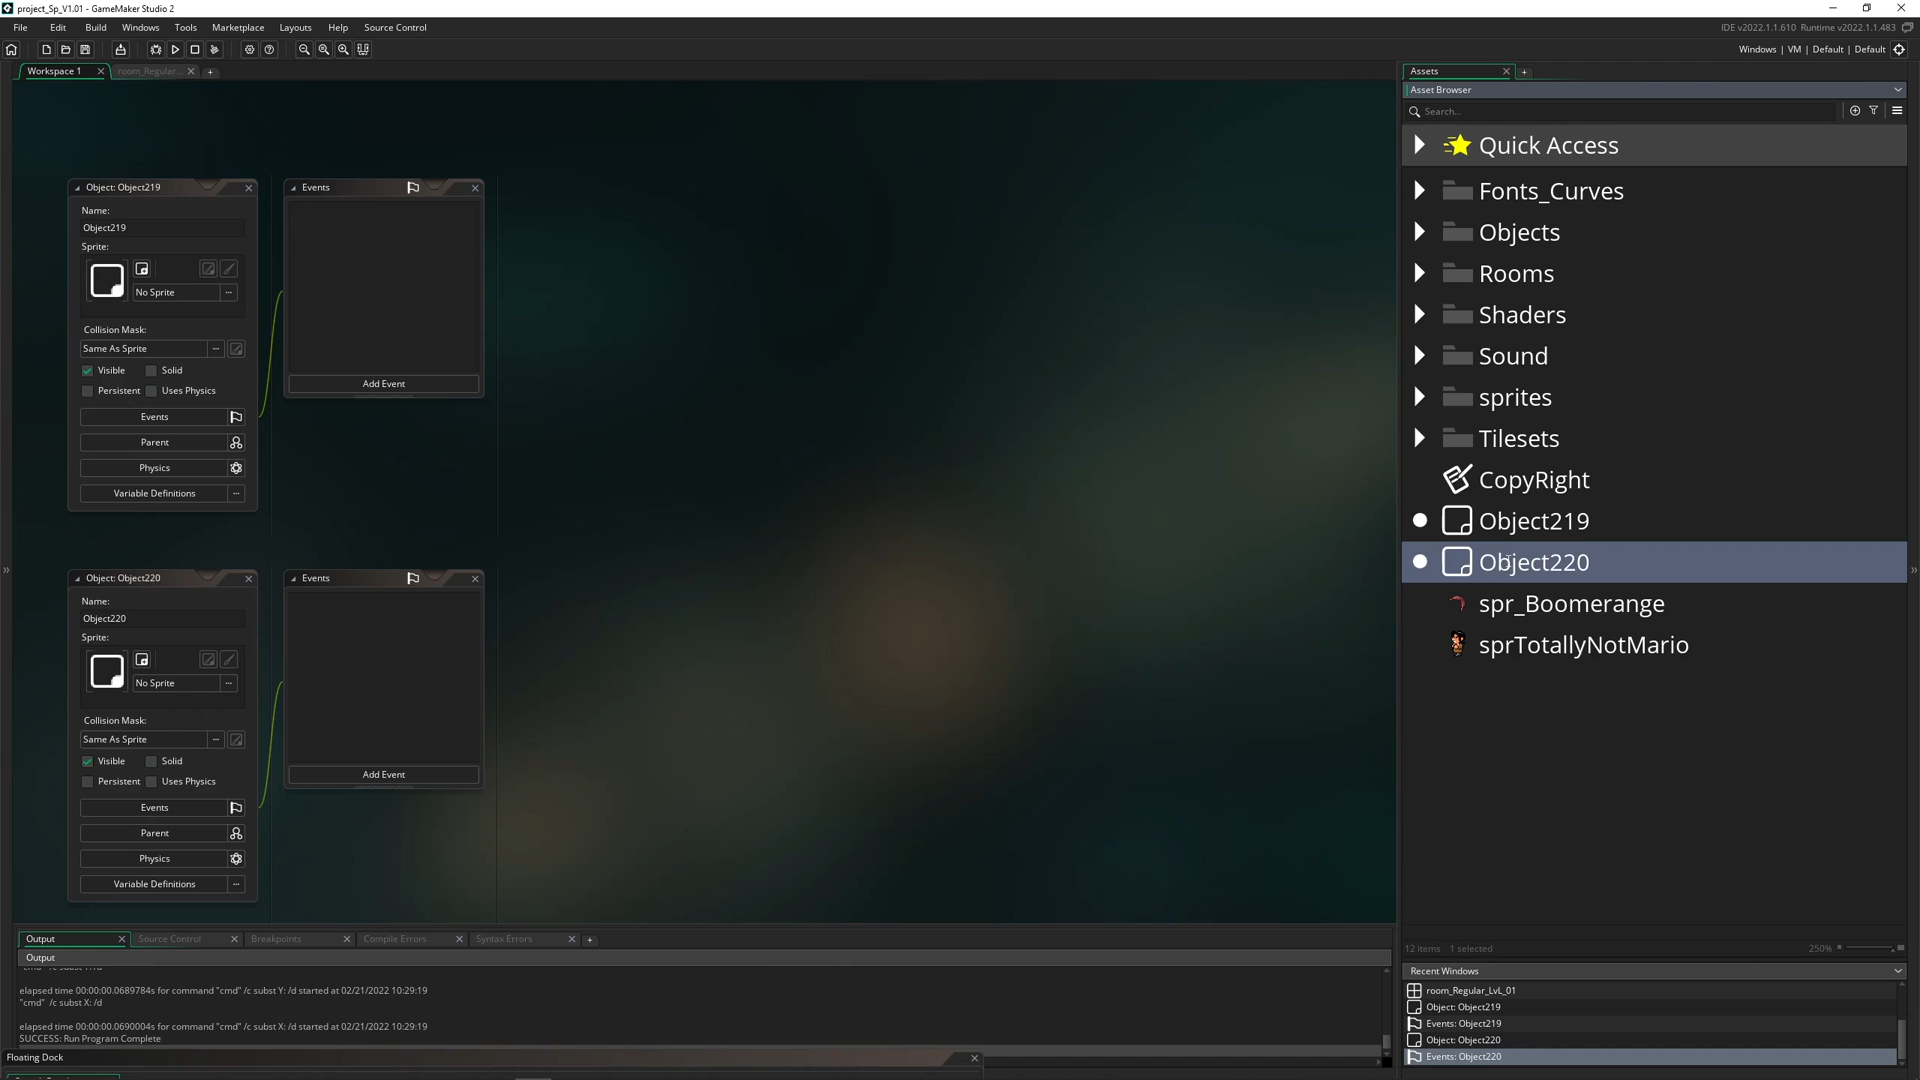 project_Sp_V1.01 - GameMaker Studio 2
File Edit Build Windows Tools Marketplace Layouts Help Source Control
IDE v2022.1.1.610 Runtime v2022.1.1.483
Windows | VM | Default | Default
Workspace 1
room_Regular...
Object: Object219
Name:
Object219
Sprite:
No Sprite
Collision Mask:
Same As Sprite
Visible Solid
Persistent Uses Physics
Events
Parent
Physics
Variable Definitions
Events
Add Event
Object: Object220
Name:
Object220
Sprite:
No Sprite
Collision Mask:
Same As Sprite
Visible Solid
Persistent Uses Physics
Events
Parent
Physics
Variable Definitions
Events
Add Event
Output Source Control Breakpoints Compile Errors Syntax Errors
Output
elapsed time 00:00:00.0689784s for command "cmd" /c subst Y: /d started at 02/21/2022 10:29:19
"cmd" /c subst X: /d
elapsed time 00:00:00.0690004s for command "cmd" /c subst X: /d started at 02/21/2022 10:29:19
SUCCESS: Run Program Complete
Floating Dock
Assets
Asset Browser
Search...
Quick Access
Fonts_Curves
Objects
Rooms
Shaders
Sound
sprites
Tilesets
CopyRight
Object219
Object220
spr_Boomerange
sprTotallyNotMario
12 items 1 selected
250%
Recent Windows
room_Regular_LvL_01
Object: Object219
Events: Object219
Object: Object220
Events: Object220